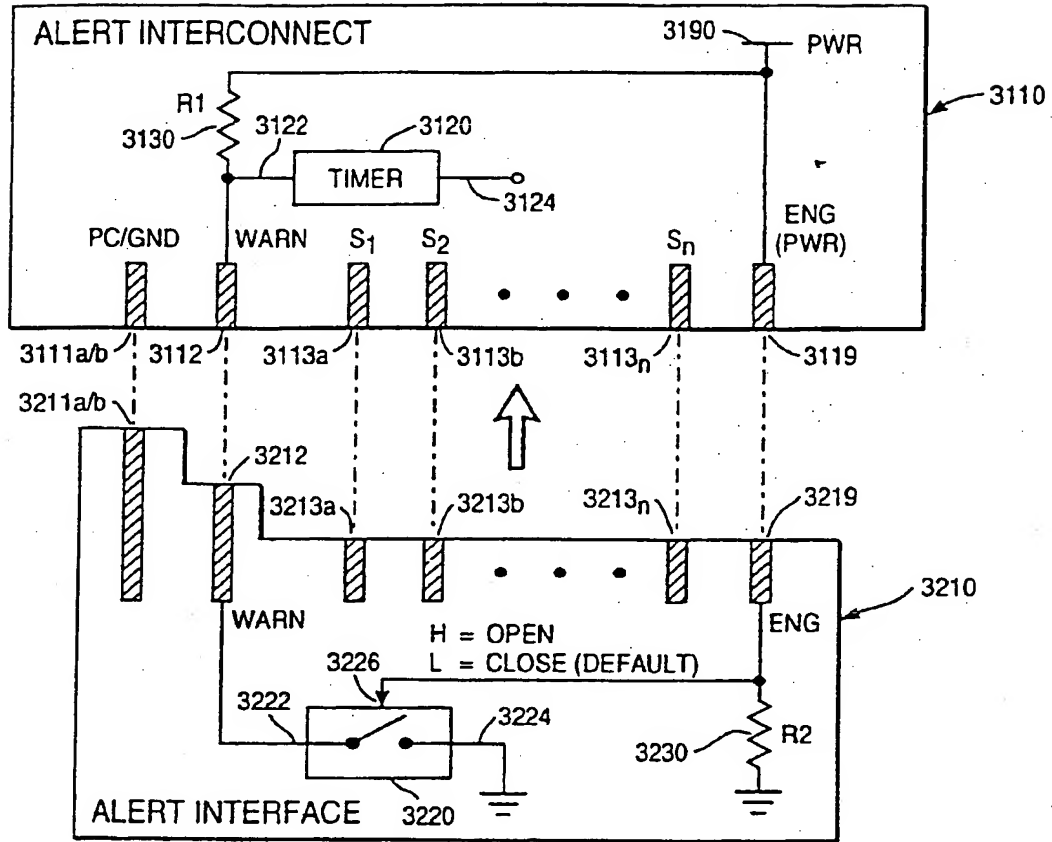 ALERT INTERCONNECT
3190
PWR
R1
3130
3122
3120
3110
TIMER
3124
PC/GND
WARN
S1
S2
Sn
ENG
(PWR)
3111a/b
3112
3113a
3113b
3113n
3119
3211a/b
3212
3213a
3213b
3213n
3219
3210
WARN
H = OPEN
L = CLOSE (DEFAULT)
ENG
3226
3222
3224
3230
R2
3220
ALERT INTERFACE